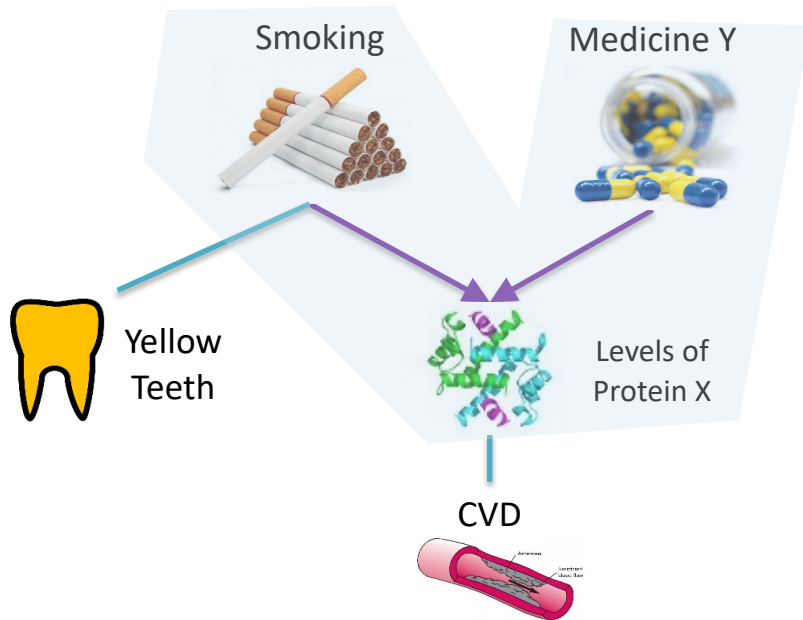 Smoking
Medicine Y
Yellow
Teeth
Levels of
Protein X
CVD